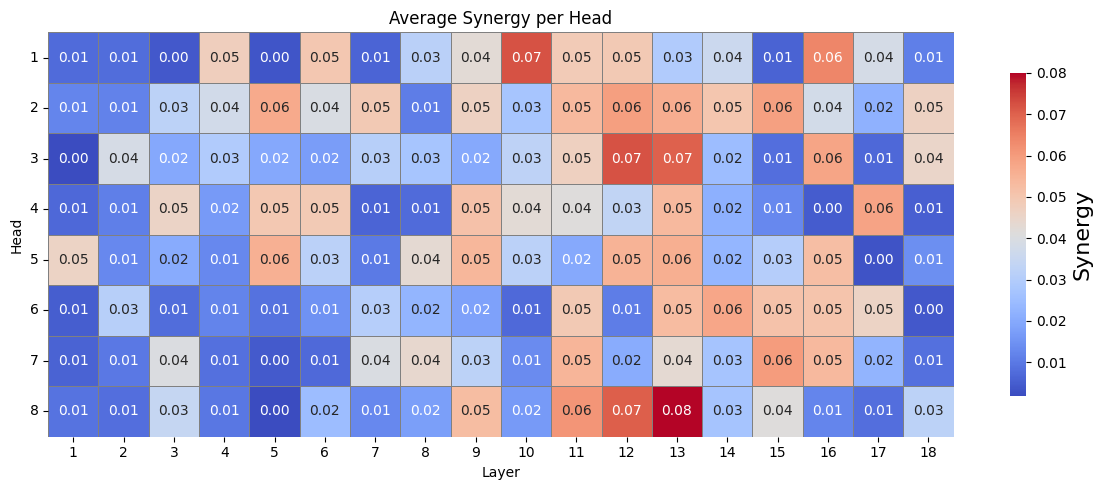 Average Synergy per Head
1 0.01 0.01 0.00 0.05 0.00 0.05 0.01 0.03 0.04 0.07 0.05 0.05 0.03 0.04 0.01 0.06 0.04 0.01
2 0.01 0.01 0.03 0.04 0.06 0.04 0.05 0.01 0.05 0.03 0.05 0.06 0.06 0.05 0.06 0.04 0.02 0.05
3 0.00 0.04 0.02 0.03 0.02 0.02 0.03 0.03 0.02 0.03 0.05 0.07 0.07 0.02 0.01 0.06 0.01 0.04
4 0.01 0.01 0.05 0.02 0.05 0.05 0.01 0.01 0.05 0.04 0.04 0.03 0.05 0.02 0.01 0.00 0.06 0.01
5 0.05 0.01 0.02 0.01 0.06 0.03 0.01 0.04 0.05 0.03 0.02 0.05 0.06 0.02 0.03 0.05 0.00 0.01
6 0.01 0.03 0.01 0.01 0.01 0.01 0.03 0.02 0.02 0.01 0.05 0.01 0.05 0.06 0.05 0.05 0.05 0.00
7 0.01 0.01 0.04 0.01 0.00 0.01 0.04 0.04 0.03 0.01 0.05 0.02 0.04 0.03 0.06 0.05 0.02 0.01
8 0.01 0.01 0.03 0.01 0.00 0.02 0.01 0.02 0.05 0.02 0.06 0.07 0.08 0.03 0.04 0.01 0.01 0.03
1 2 3 4 5 6 7 8 9 10 11 12 13 14 15 16 17 18
Layer
Head
0.08
0.07
0.06
0.05
0.04
0.03
0.02
0.01
Synergy